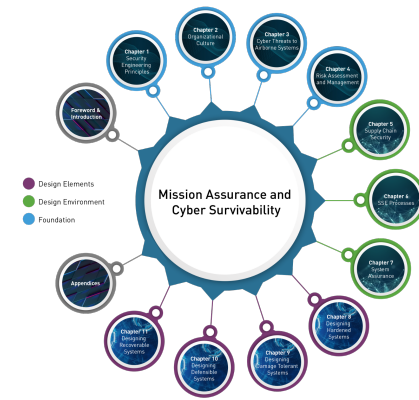 Chapter 1
Security
Engineering
Principles
Chapter 2
Organizational
Culture
Chapter 3
Cyber Threats to
Airborne Systems
Chapter 4
Risk Assessment
and Management
Foreword &
Introduction
Chapter 5
Supply Chain
Security
Design Elements
Design Environment
Foundation
Mission Assurance and
Cyber Survivability
Chapter 6
SSE Processes
Chapter 7
System
Assurance
Appendices
Chapter 8
Designing
Hardened
Systems
Chapter 9
Designing
Damage Tolerant
Systems
Chapter 10
Designing
Defensible
Systems
Chapter 11
Designing
Recoverable
Systems